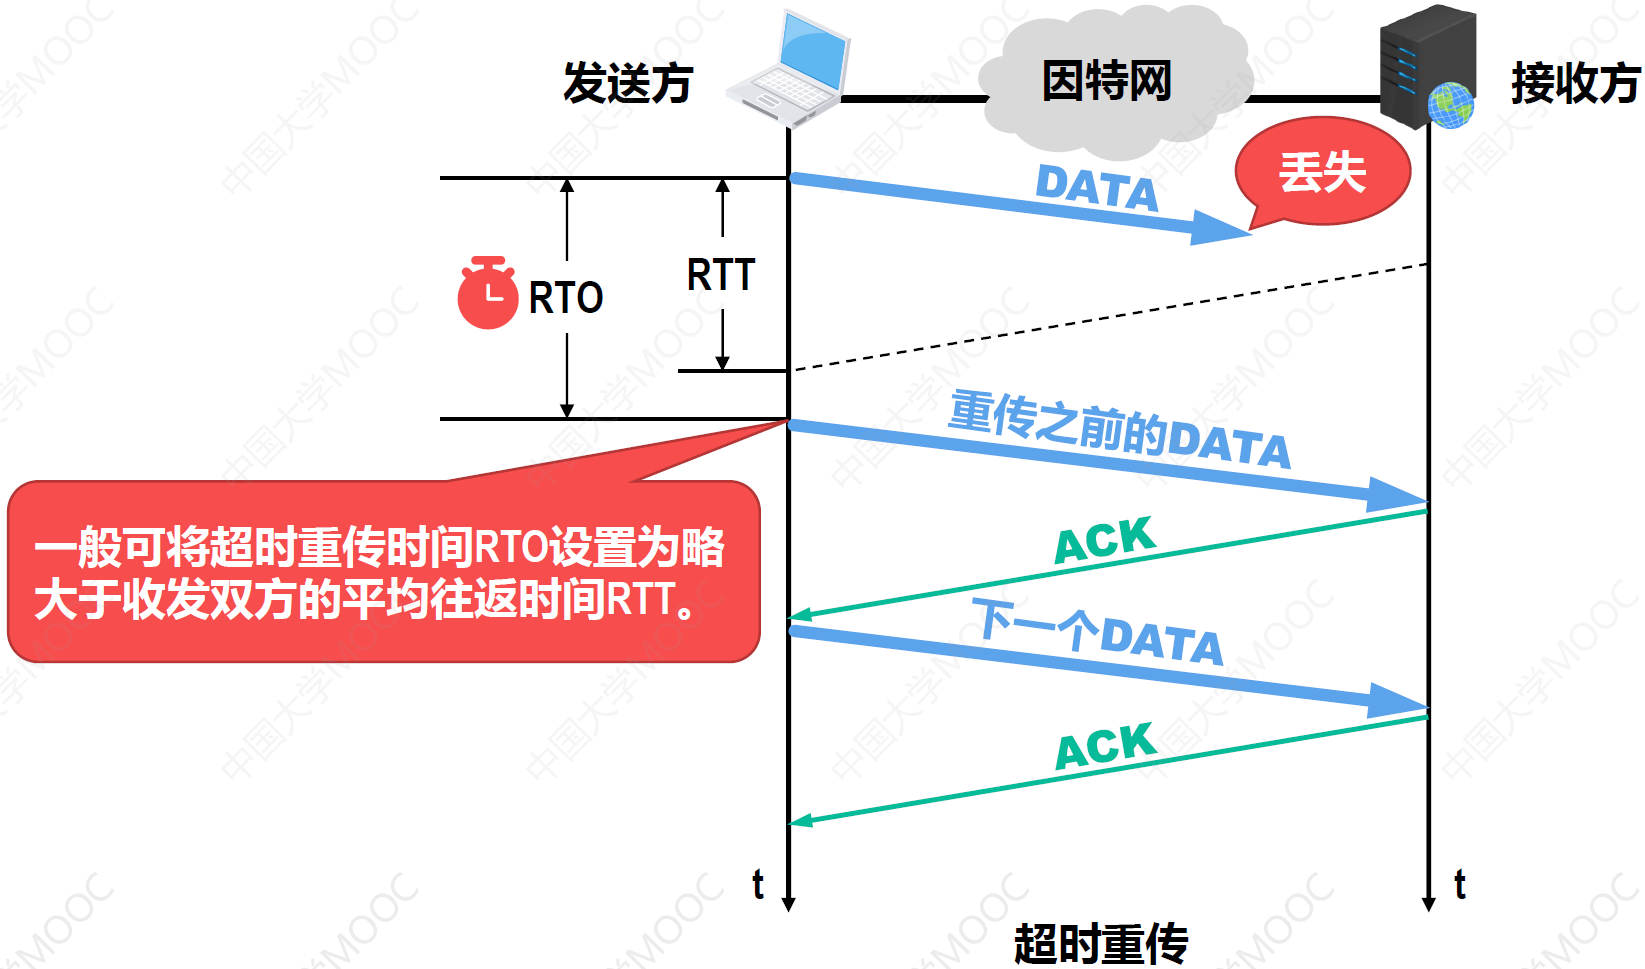 发送方
因特网
接收方
丢失
DATA
RTT
RTO
重传之前的DATA
一般可将超时重传时间RTO设置为略
大于收发双方的平均往返时间RTT。
ACK
下一个DATA
ACK
t
t
超时重传
中国大学MOOC